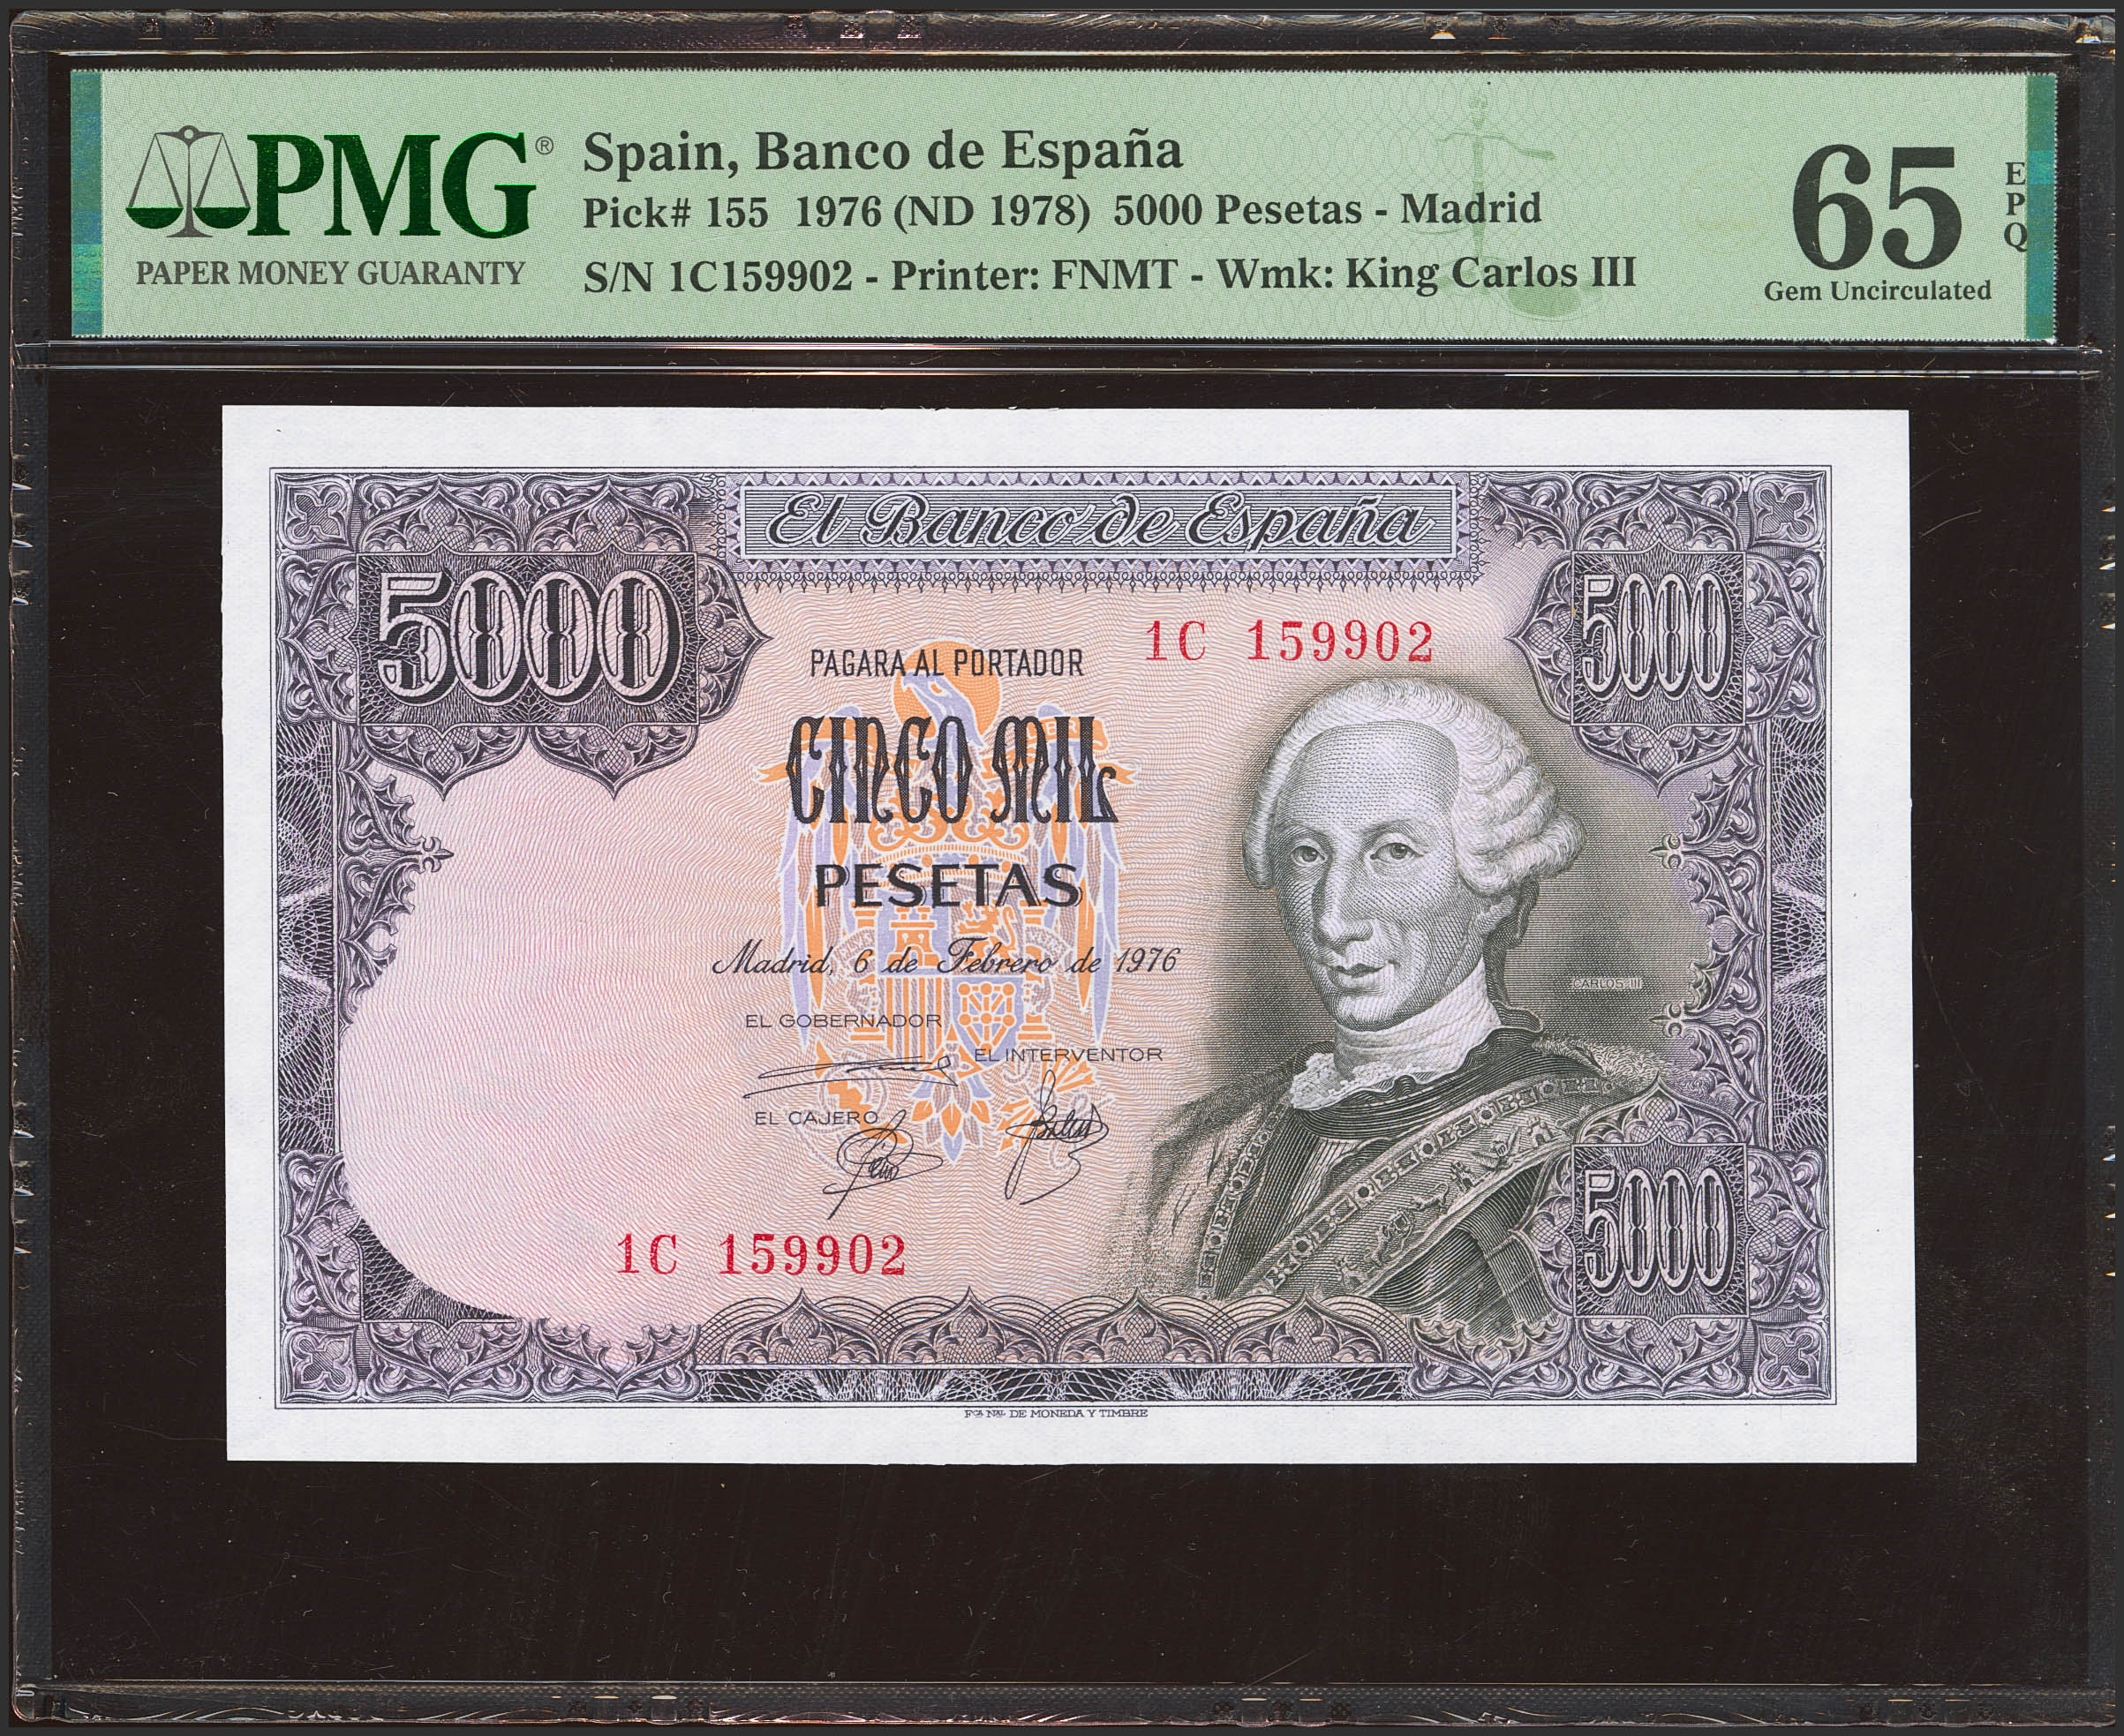 PMG®
PAPER MONEY GUARANTY
Spain, Banco de España
Pick# 155 1976 (ND 1978) 5000 Pesetas - Madrid
S/N 1C159902 - Printer: FNMT - Wmk: King Carlos III
65
EPQ
Gem Uncirculated
El Banco de España
5000
5000
1C 159902
PAGARA AL PORTADOR
CINCO MIL
PESETAS
Madrid, 6 de Febrero de 1976
CARLOS III
EL GOBERNADOR
EL INTERVENTOR
EL CAJERO
5000
1C 159902
FCA NAL DE MONEDA Y TIMBRE